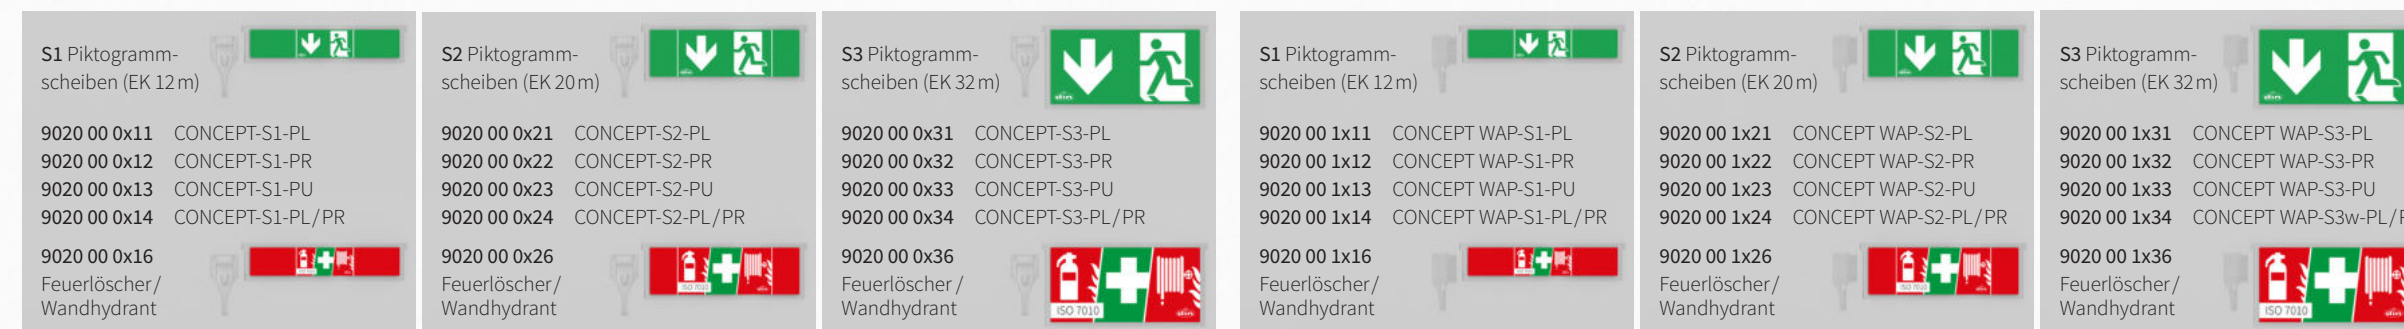 S1 Piktogramm-
scheiben (EK 12 m)
9020 00 0x11 CONCEPT-S1-PL
9020 00 0x12 CONCEPT-S1-PR
9020 00 0x13 CONCEPT-S1-PU
9020 00 0x14 CONCEPT-S1-PL/PR
9020 00 0x16
Feuerlöscher/
Wandhydrant
S2 Piktogramm-
scheiben (EK 20 m)
9020 00 0x21 CONCEPT-S2-PL
9020 00 0x22 CONCEPT-S2-PR
9020 00 0x23 CONCEPT-S2-PU
9020 00 0x24 CONCEPT-S2-PL/PR
9020 00 0x26
Feuerlöscher/
Wandhydrant
ISO 7010
S3 Piktogramm-
scheiben (EK 32 m)
9020 00 0x31 CONCEPT-S3-PL
9020 00 0x32 CONCEPT-S3-PR
9020 00 0x33 CONCEPT-S3-PU
9020 00 0x34 CONCEPT-S3-PL/PR
9020 00 0x36
Feuerlöscher/
Wandhydrant
ISO 7010
S1 Piktogramm-
scheiben (EK 12 m)
9020 00 1x11 CONCEPT WAP-S1-PL
9020 00 1x12 CONCEPT WAP-S1-PR
9020 00 1x13 CONCEPT WAP-S1-PU
9020 00 1x14 CONCEPT WAP-S1-PL/PR
9020 00 1x16
Feuerlöscher/
Wandhydrant
S2 Piktogramm-
scheiben (EK 20 m)
9020 00 1x21 CONCEPT WAP-S2-PL
9020 00 1x22 CONCEPT WAP-S2-PR
9020 00 1x23 CONCEPT WAP-S2-PU
9020 00 1x24 CONCEPT WAP-S2-PL/PR
9020 00 1x26
Feuerlöscher/
Wandhydrant
ISO 7010
S3 Piktogramm-
scheiben (EK 32 m)
9020 00 1x31 CONCEPT WAP-S3-PL
9020 00 1x32 CONCEPT WAP-S3-PR
9020 00 1x33 CONCEPT WAP-S3-PU
9020 00 1x34 CONCEPT WAP-S3w-PL/
9020 00 1x36
Feuerlöscher/
Wandhydrant
ISO 7010